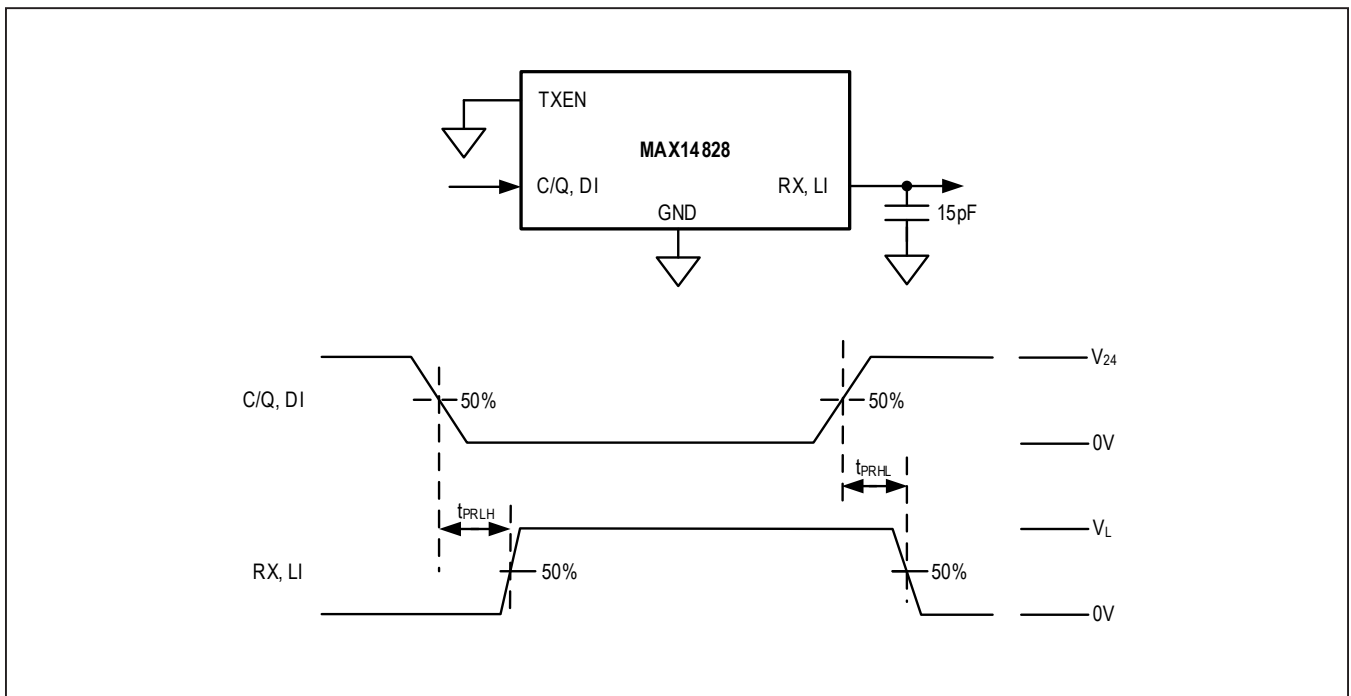 TXEN
MAX14828
C/Q, DI
RX, LI
GND
15pF
V24
C/Q, DI
50%
50%
0V
tPRHL
tPRLH
VL
RX, LI
50%
50%
0V